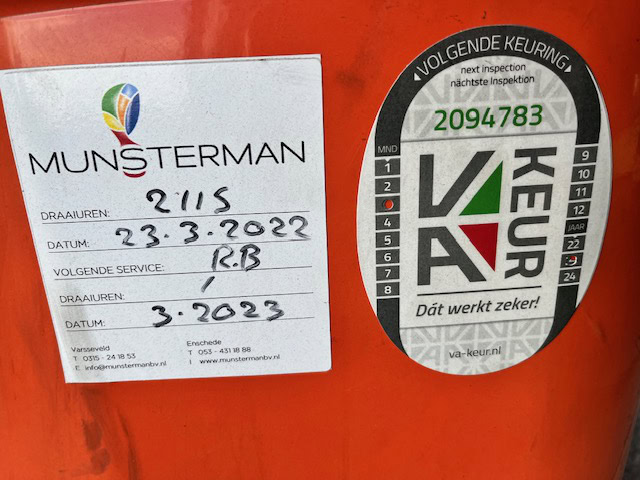 MUNSTERMAN
DRAAIUREN: 2115
DATUM: 23.3.2022
VOLGENDE SERVICE: R.B
DRAAIUREN: /
DATUM: 3.2023
Varsseveld
T 0315 - 24 18 53
E info@munstermanbv.nl
Enschede
T 053 - 431 18 88
I www.munstermanbv.nl
VOLGENDE KEURING
next inspection
nächtste Inspektion
2094783
MND
1
2
4
5
6
7
8
9
10
11
12
JAAR
22
24
VA
KEUR
Dát werkt zeker!
va-keur.nl